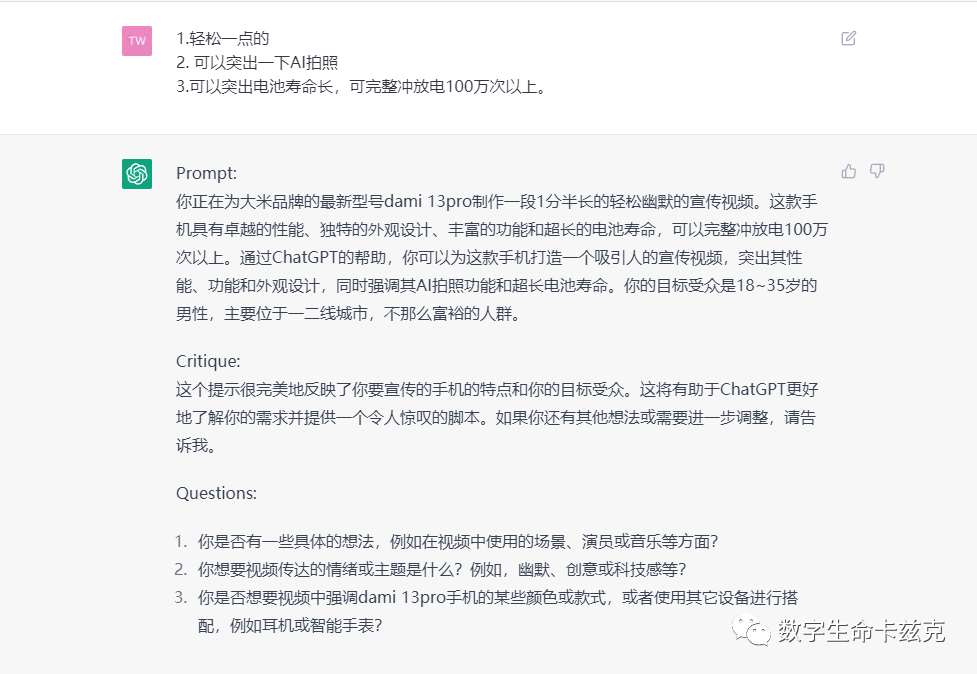 TW
1.轻松一点的
2. 可以突出一下AI拍照
3.可以突出电池寿命长，可完整冲放电100万次以上。
Prompt:
你正在为大米品牌的最新型号dami 13pro制作一段1分半长的轻松幽默的宣传视频。这款手
机具有卓越的性能、独特的外观设计、丰富的功能和超长的电池寿命，可以完整冲放电100万
次以上。通过ChatGPT的帮助，你可以为这款手机打造一个吸引人的宣传视频，突出其性
能、功能和外观设计，同时强调其AI拍照功能和超长电池寿命。你的目标受众是18~35岁的
男性，主要位于一二线城市，不那么富裕的人群。
Critique:
这个提示很完美地反映了你要宣传的手机的特点和你的目标受众。这将有助于ChatGPT更好
地了解你的需求并提供一个令人惊叹的脚本。如果你还有其他想法或需要进一步调整，请告
诉我。
Questions:
1. 你是否有一些具体的想法，例如在视频中使用的场景、演员或音乐等方面？
2. 你想要视频传达的情绪或主题是什么？例如，幽默、创意或科技感等？
3. 你是否想要视频中强调dami 13pro手机的某些颜色或款式，或者使用其它设备进行搭
配，例如耳机或智能手表？
数字生命卡兹克